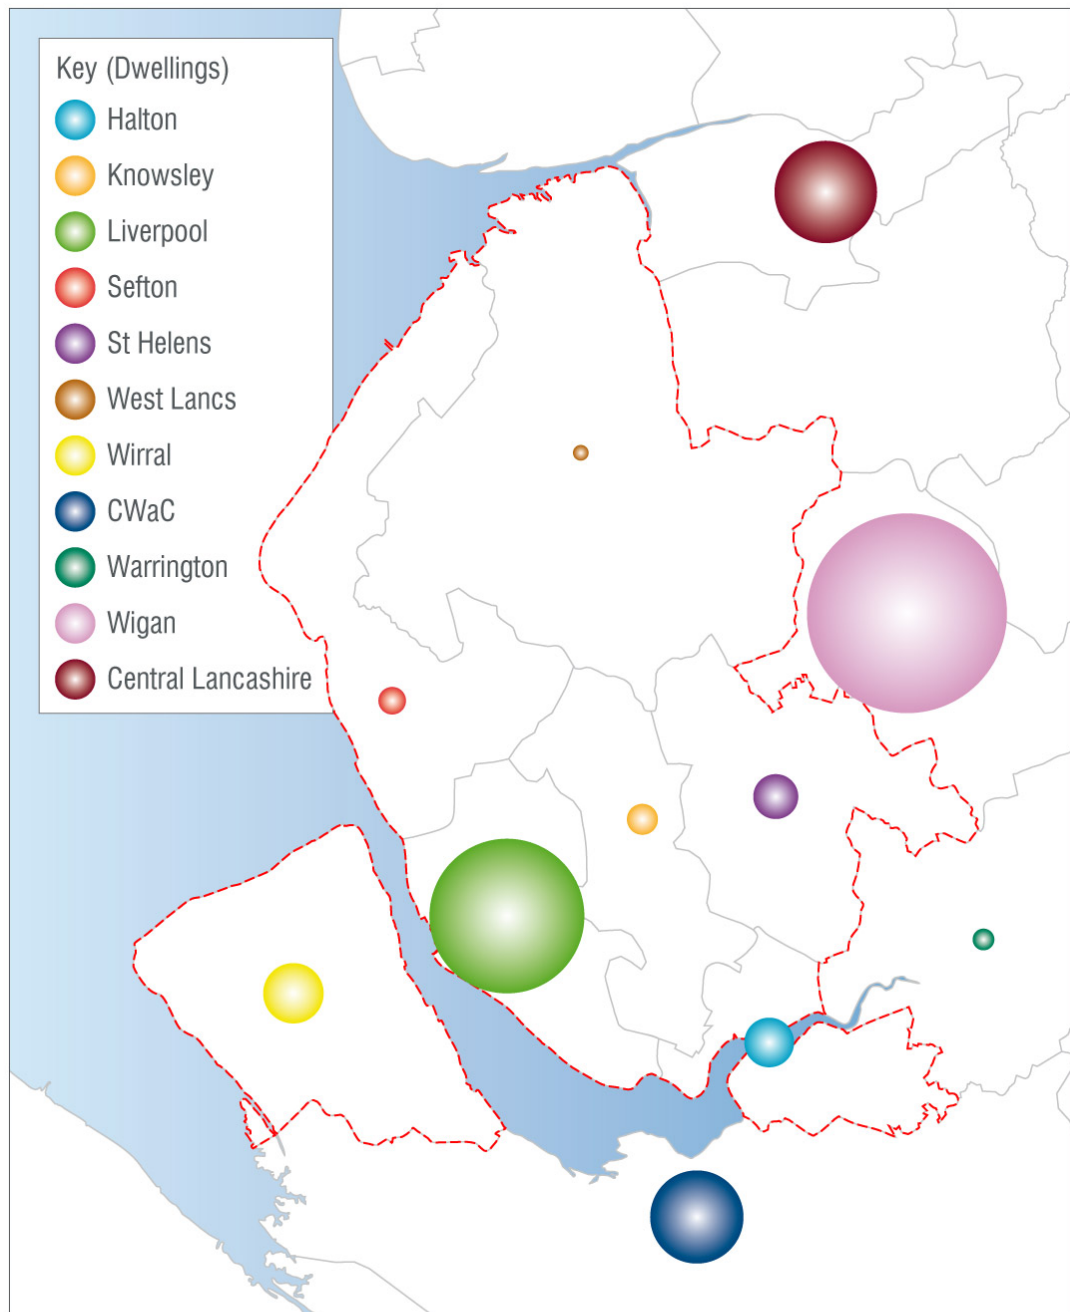 Key (Dwellings)
Halton
Knowsley
Liverpool
Sefton
St Helens
West Lancs
Wirral
CWaC
Warrington
Wigan
Central Lancashire